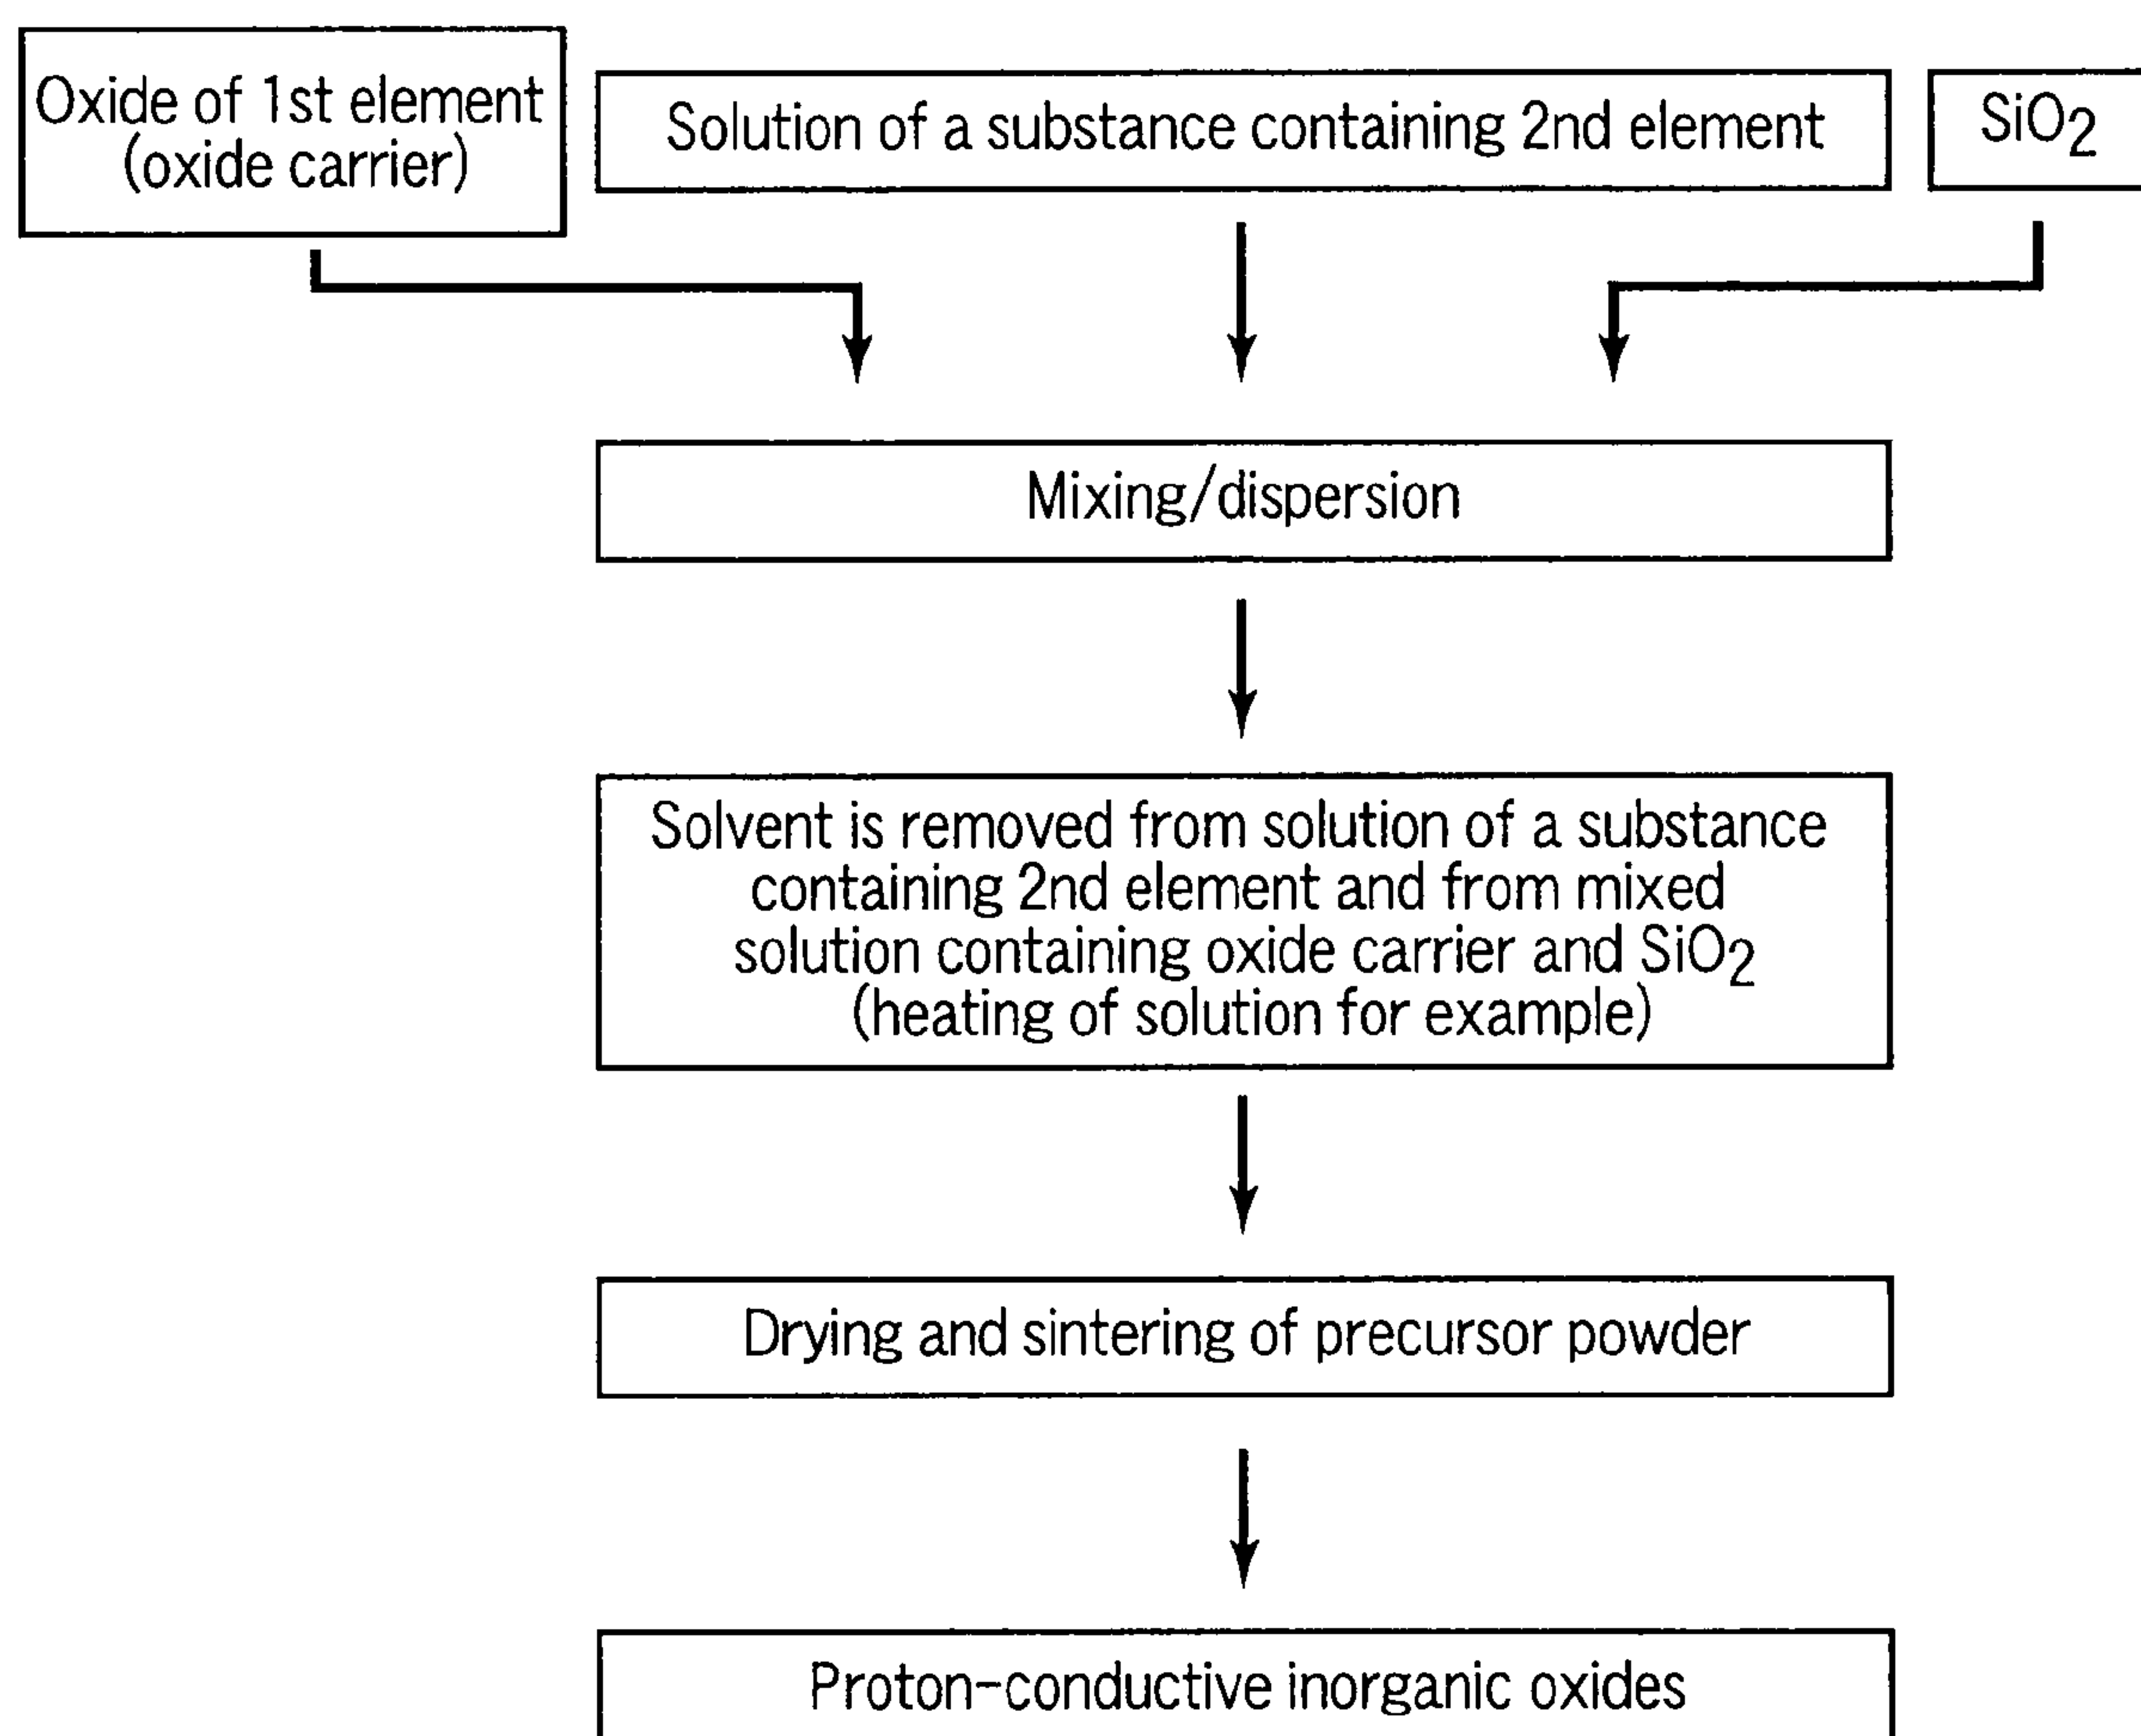 Oxide of 1st element
(oxide carrier)
Solution of a substance containing 2nd element
SiO2
Mixing/dispersion
Solvent is removed from solution of a substance
containing 2nd element and from mixed
solution containing oxide carrier and SiO2
(heating of solution for example)
Drying and sintering of precursor powder
Proton-conductive inorganic oxides